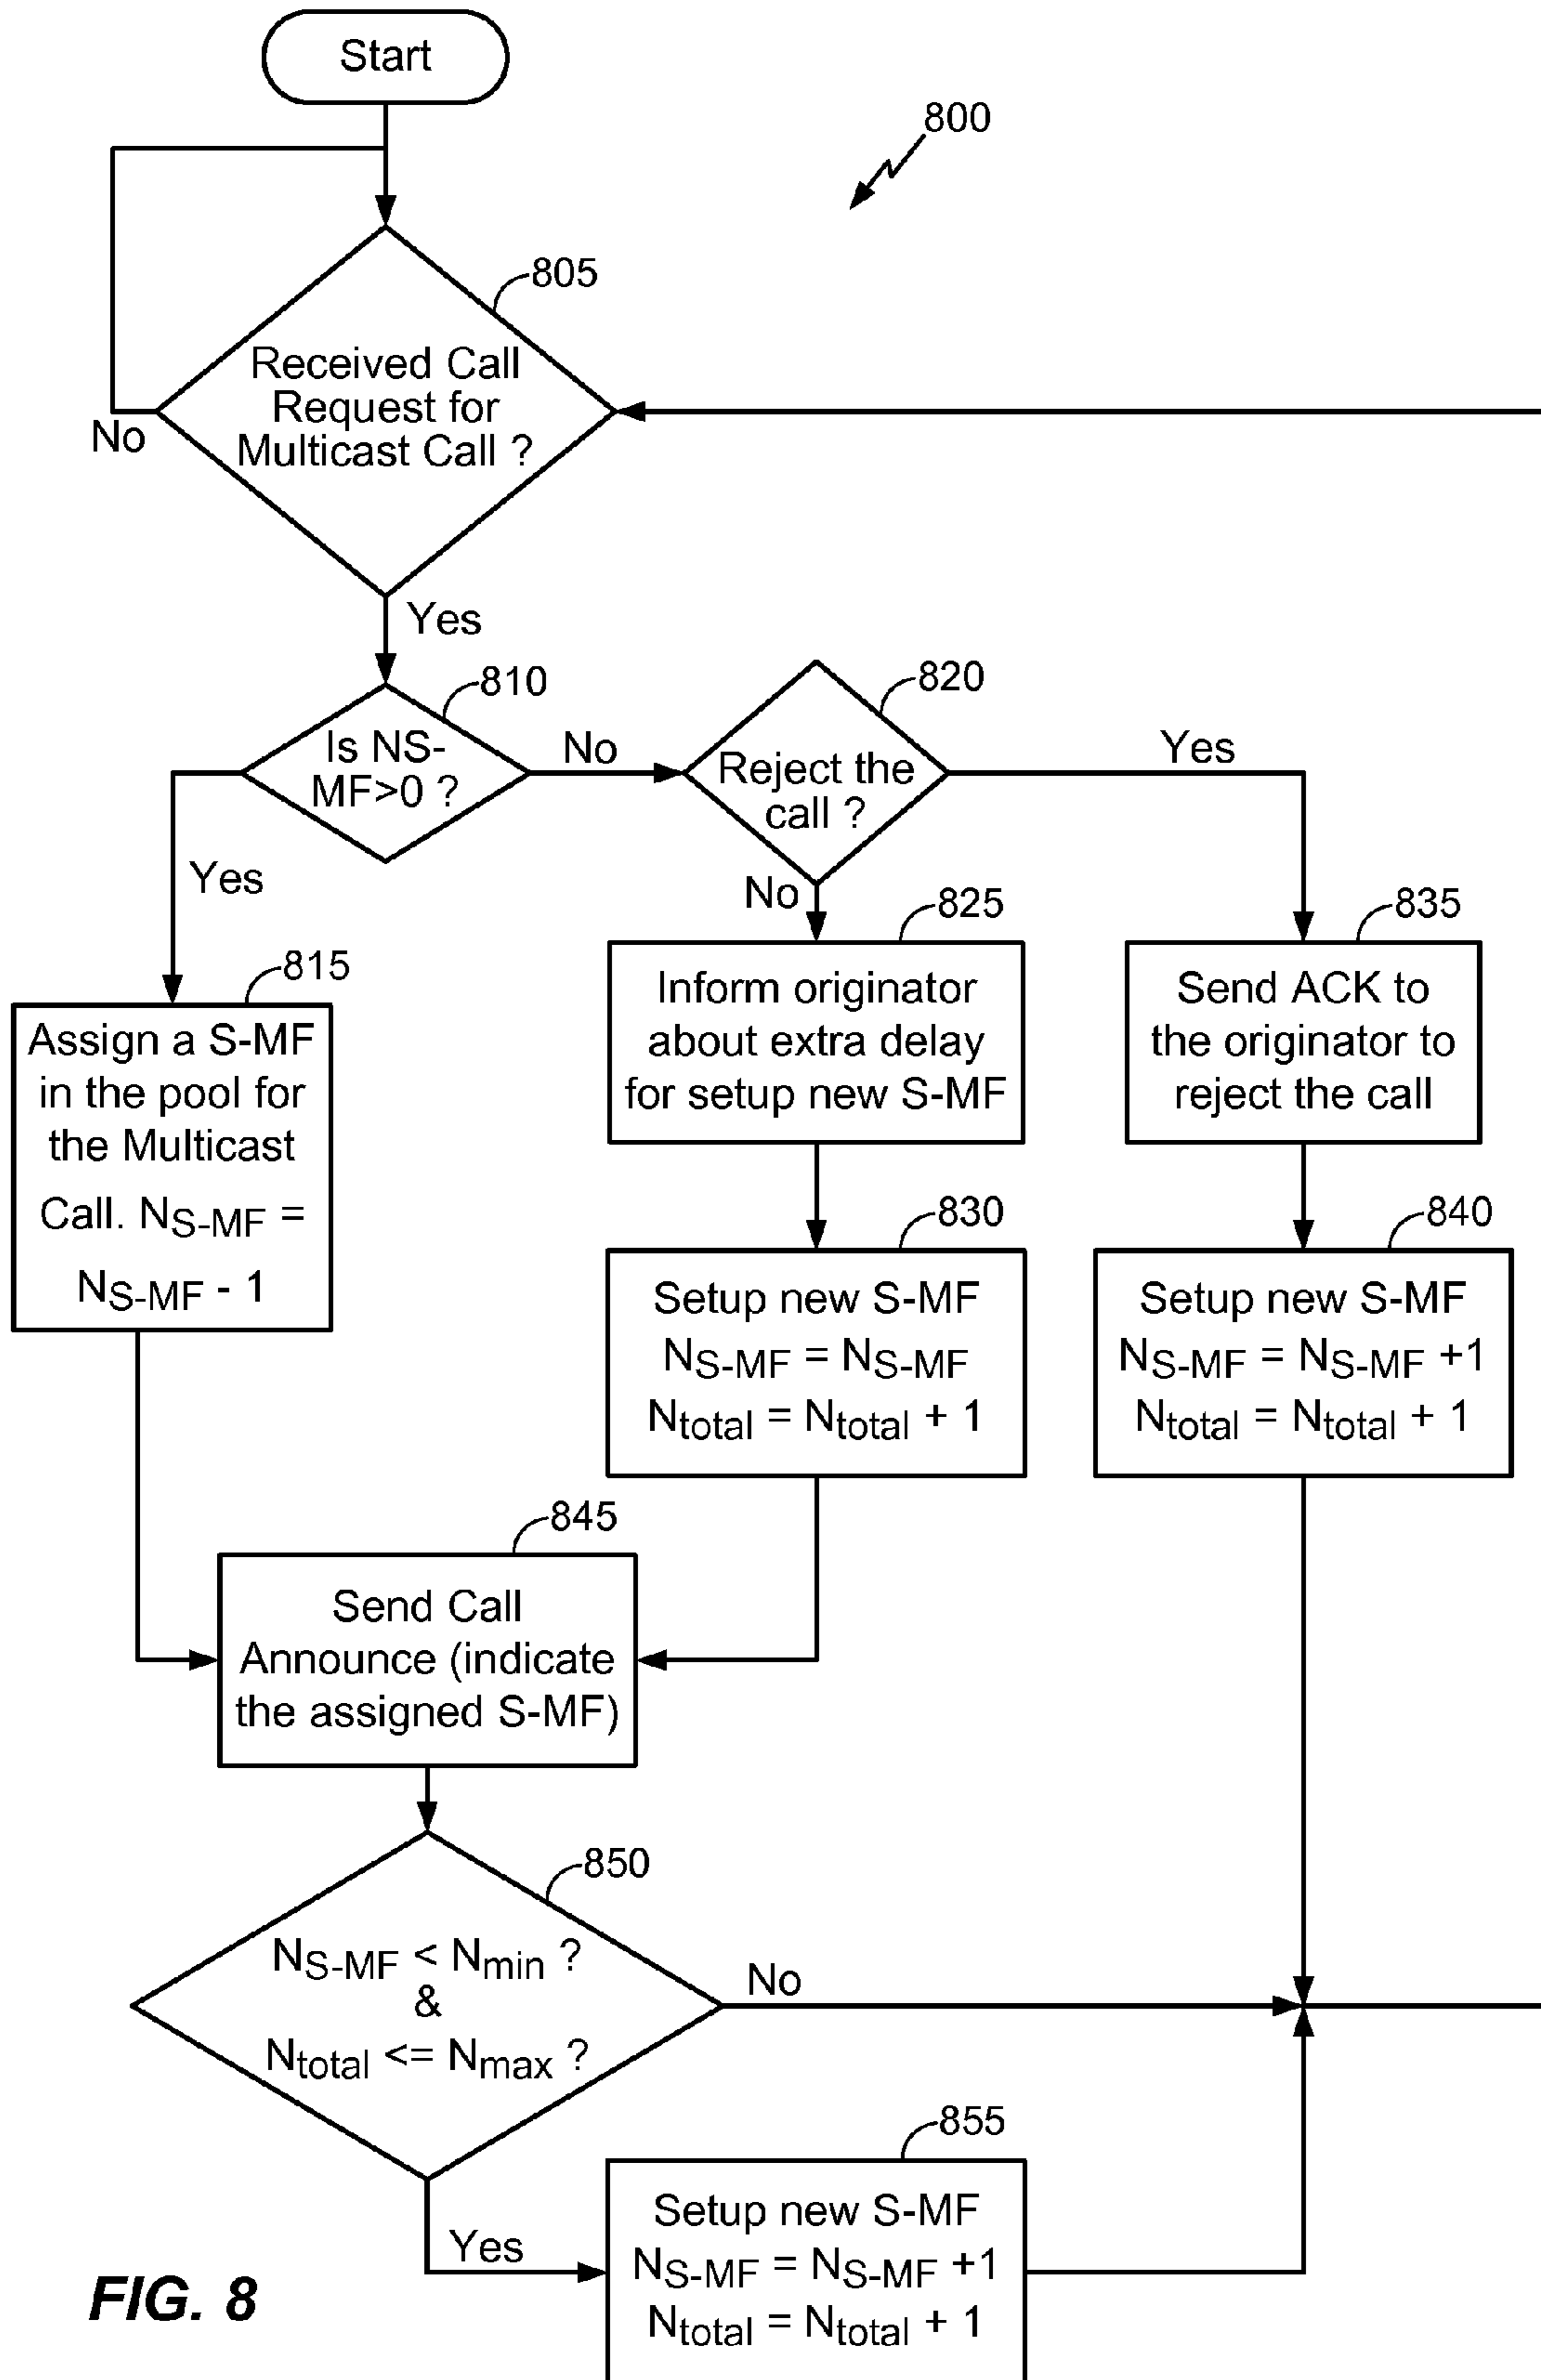 Start
800
805
Received Call
Request for
Multicast Call ?
No
Yes
810
Is NS-
MF>0 ?
No
820
Reject the
call ?
Yes
Yes
No
815
Assign a S-MF
in the pool for
the Multicast
Call. NS-MF =
NS-MF - 1
825
Inform originator
about extra delay
for setup new S-MF
835
Send ACK to
the originator to
reject the call
830
Setup new S-MF
NS-MF = NS-MF
Ntotal = Ntotal + 1
840
Setup new S-MF
NS-MF = NS-MF +1
Ntotal = Ntotal + 1
845
Send Call
Announce (indicate
the assigned S-MF)
850
NS-MF < Nmin ?
&
Ntotal <= Nmax ?
No
Yes
855
Setup new S-MF
NS-MF = NS-MF +1
Ntotal = Ntotal + 1
FIG. 8